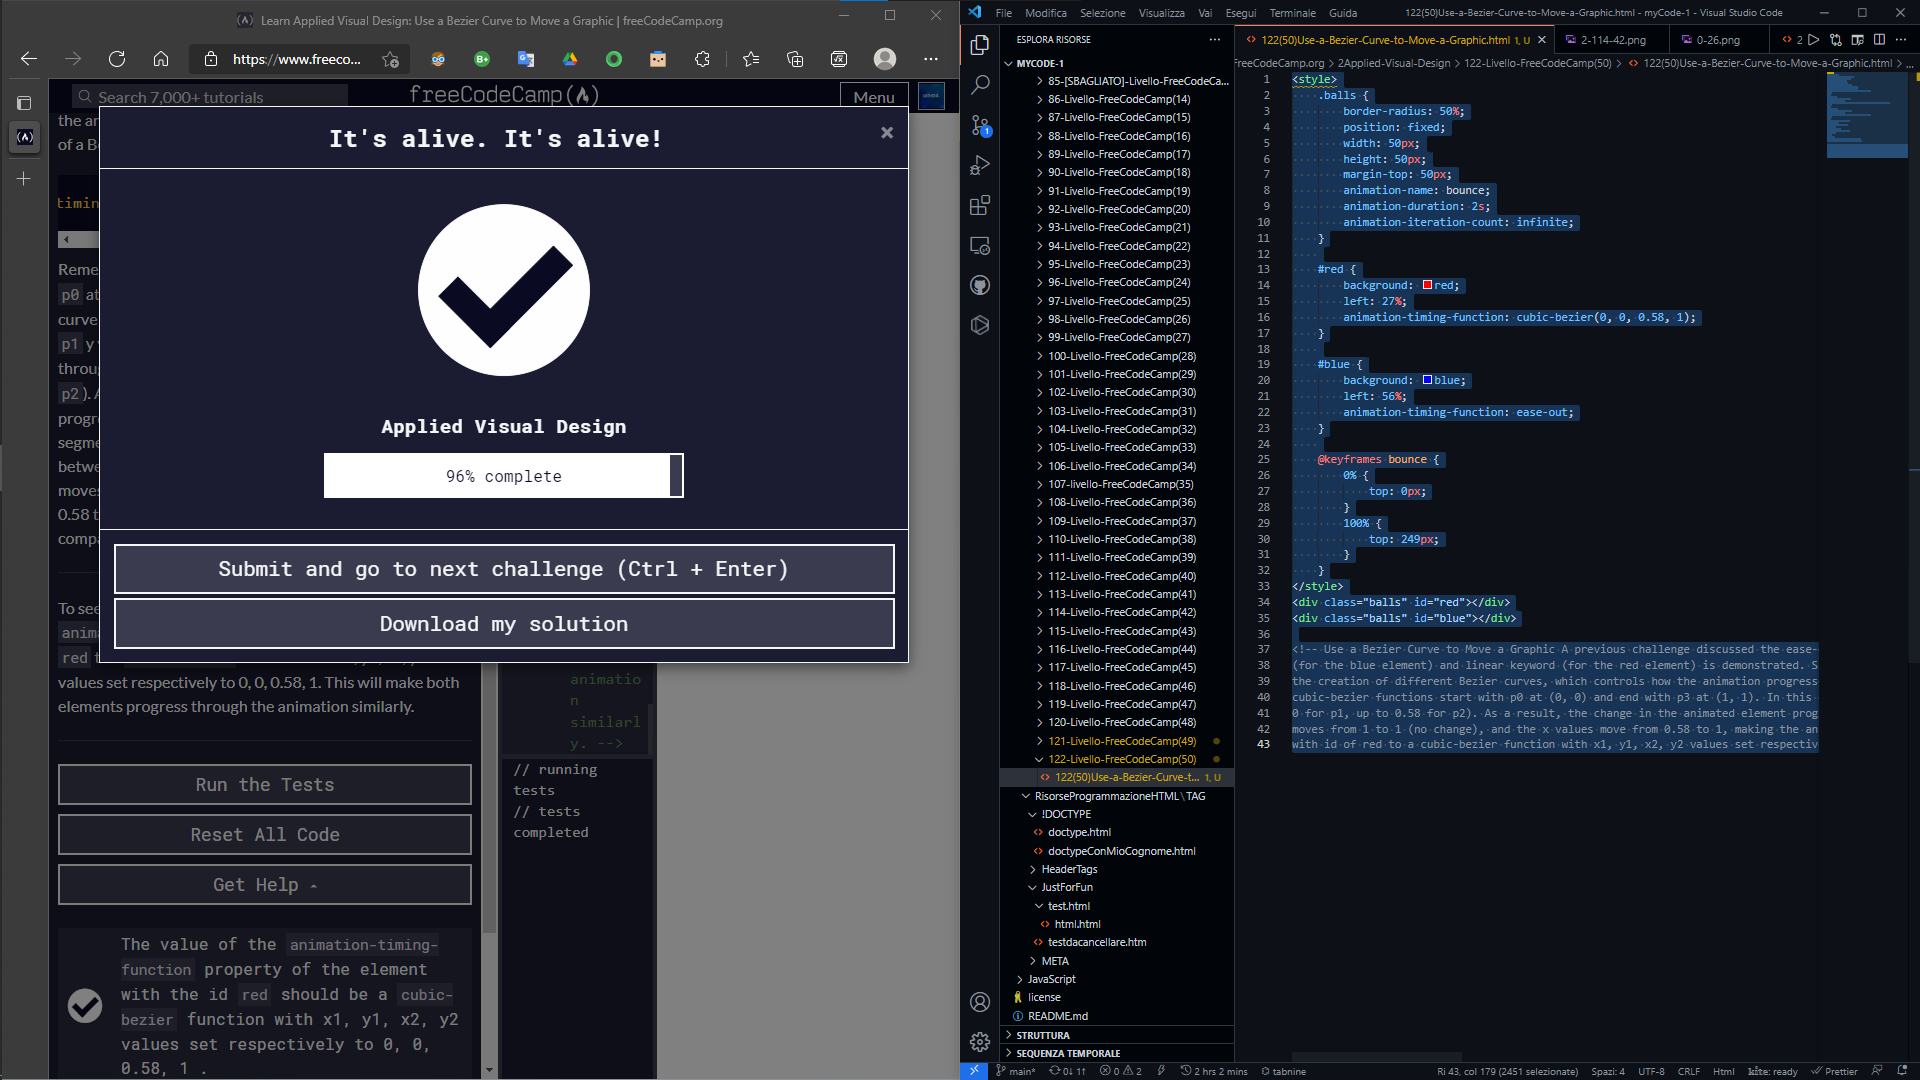 Learn Applied Visual Design: Use a Bezier Curve to Move a Graphic | freeCodeCamp.org
https://www.freeco...
Search 7,000+ tutorials
freeCodeCamp
Menu
the an
of a Be
timin
Reme
p0 at
curve
p1 y
throu
p2 ). A
progre
segme
betwe
moves
0.58 t
compa
To see
anima
red t
values set respectively to 0, 0, 0.58, 1. This will make both
elements progress through the animation similarly.
Run the Tests
Reset All Code
Get Help
The value of the animation-timing-
function property of the element
with the id red should be a cubic-
bezier function with x1, y1, x2, y2
values set respectively to 0, 0,
0.58, 1 .
It's alive. It's alive!
×
Applied Visual Design
96% complete
Submit and go to next challenge (Ctrl + Enter)
Download my solution
animatio
n
similarl
y. -->
// running
tests
// tests
completed
File Modifica Selezione Visualizza Vai Esegui Terminale Guida
122(50)Use-a-Bezier-Curve-to-Move-a-Graphic.html - myCode-1 - Visual Studio Code
ESPLORA RISORSE
MYCODE-1
85-[SBAGLIATO]-Livello-FreeCodeCa...
86-Livello-FreeCodeCamp(14)
87-Livello-FreeCodeCamp(15)
88-Livello-FreeCodeCamp(16)
89-Livello-FreeCodeCamp(17)
90-Livello-FreeCodeCamp(18)
91-Livello-FreeCodeCamp(19)
92-Livello-FreeCodeCamp(20)
93-Livello-FreeCodeCamp(21)
94-Livello-FreeCodeCamp(22)
95-Livello-FreeCodeCamp(23)
96-Livello-FreeCodeCamp(24)
97-Livello-FreeCodeCamp(25)
98-Livello-FreeCodeCamp(26)
99-Livello-FreeCodeCamp(27)
100-Livello-FreeCodeCamp(28)
101-Livello-FreeCodeCamp(29)
102-Livello-FreeCodeCamp(30)
103-Livello-FreeCodeCamp(31)
104-Livello-FreeCodeCamp(32)
105-Livello-FreeCodeCamp(33)
106-Livello-FreeCodeCamp(34)
107-livello-FreeCodeCamp(35)
108-Livello-FreeCodeCamp(36)
109-Livello-FreeCodeCamp(37)
110-Livello-FreeCodeCamp(38)
111-Livello-FreeCodeCamp(39)
112-Livello-FreeCodeCamp(40)
113-Livello-FreeCodeCamp(41)
114-Livello-FreeCodeCamp(42)
115-Livello-FreeCodeCamp(43)
116-Livello-FreeCodeCamp(44)
117-Livello-FreeCodeCamp(45)
118-Livello-FreeCodeCamp(46)
119-Livello-FreeCodeCamp(47)
120-Livello-FreeCodeCamp(48)
121-Livello-FreeCodeCamp(49)
122-Livello-FreeCodeCamp(50)
122(50)Use-a-Bezier-Curve-t... 1, U
RisorseProgrammazioneHTML\TAG
!DOCTYPE
doctype.html
doctypeConMioCognome.html
HeaderTags
JustForFun
test.html
html.html
testdacancellare.htm
META
JavaScript
license
README.md
STRUTTURA
SEQUENZA TEMPORALE
122(50)Use-a-Bezier-Curve-to-Move-a-Graphic.html 1, U
2-114-42.png
0-26.png
2
FreeCodeCamp.org > 2Applied-Visual-Design > 122-Livello-FreeCodeCamp(50) > 122(50)Use-a-Bezier-Curve-to-Move-a-Graphic.html > ...
1 <style>
2 .balls {
3 border-radius: 50%;
4 position: fixed;
5 width: 50px;
6 height: 50px;
7 margin-top: 50px;
8 animation-name: bounce;
9 animation-duration: 2s;
10 animation-iteration-count: infinite;
11 }
12
13 #red {
14 background: red;
15 left: 27%;
16 animation-timing-function: cubic-bezier(0, 0, 0.58, 1);
17 }
18
19 #blue {
20 background: blue;
21 left: 56%;
22 animation-timing-function: ease-out;
23 }
24
25 @keyframes bounce {
26 0% {
27 top: 0px;
28 }
29 100% {
30 top: 249px;
31 }
32 }
33 </style>
34 <div class="balls" id="red"></div>
35 <div class="balls" id="blue"></div>
36
37 <!-- Use a Bezier Curve to Move a Graphic A previous challenge discussed the ease-
38 (for the blue element) and linear keyword (for the red element) is demonstrated. S
39 the creation of different Bezier curves, which controls how the animation progress
40 cubic-bezier functions start with p0 at (0, 0) and end with p3 at (1, 1). In this
41 0 for p1, up to 0.58 for p2). As a result, the change in the animated element prog
42 moves from 1 to 1 (no change), and the x values move from 0.58 to 1, making the an
43 with id of red to a cubic-bezier function with x1, y1, x2, y2 values set respectiv
main* 0↓ 1↑ 0 2 2 hrs 2 mins tabnine
Ri 43, col 179 (2451 selezionate) Spazi: 4 UTF-8 CRLF Html kite: ready Prettier